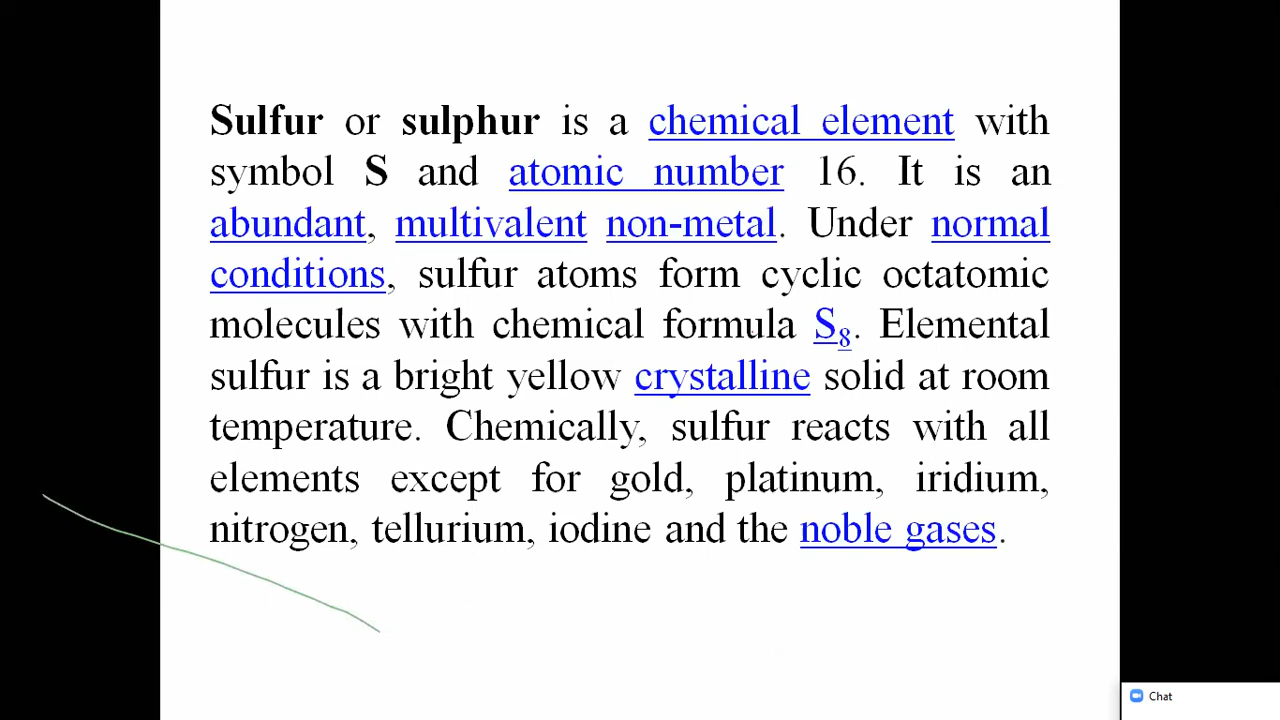 Sulfur or sulphur is a chemical element with
symbol S and atomic number 16. It is an
abundant, multivalent non-metal. Under normal
conditions, sulfur atoms form cyclic octatomic
molecules with chemical formula S₈. Elemental
sulfur is a bright yellow crystalline solid at room
temperature. Chemically, sulfur reacts with all
elements except for gold, platinum, iridium,
nitrogen, tellurium, iodine and the noble gases.
Chat